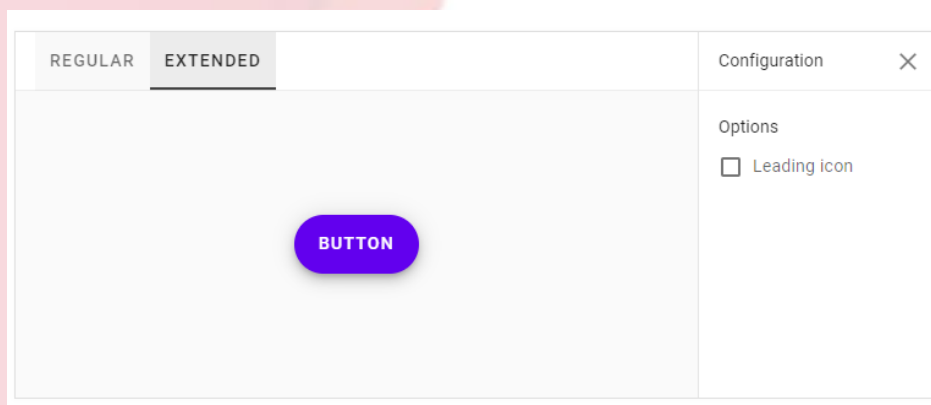 REGULAR EXTENDED
Configuration
Options
Leading icon
BUTTON